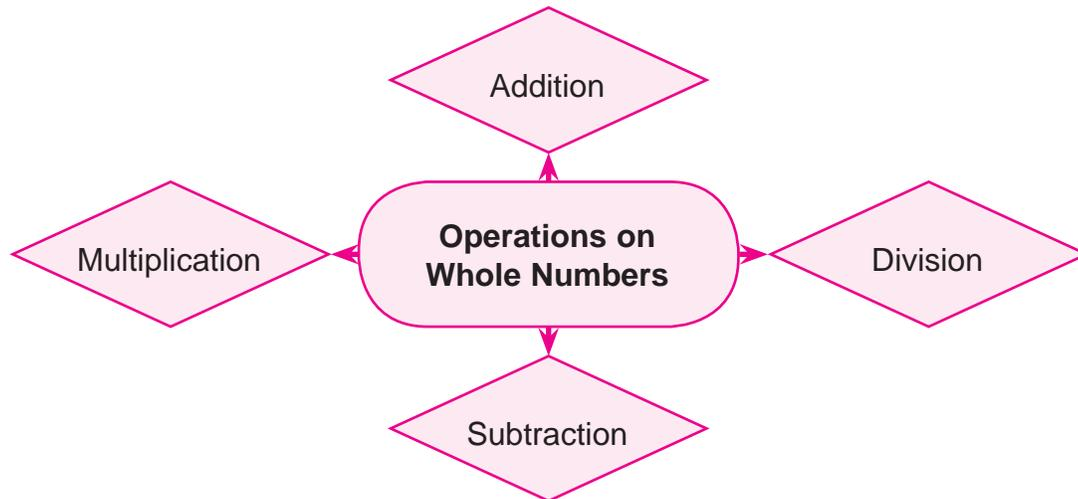 Addition
Multiplication
Operations on
Whole Numbers
Division
Subtraction